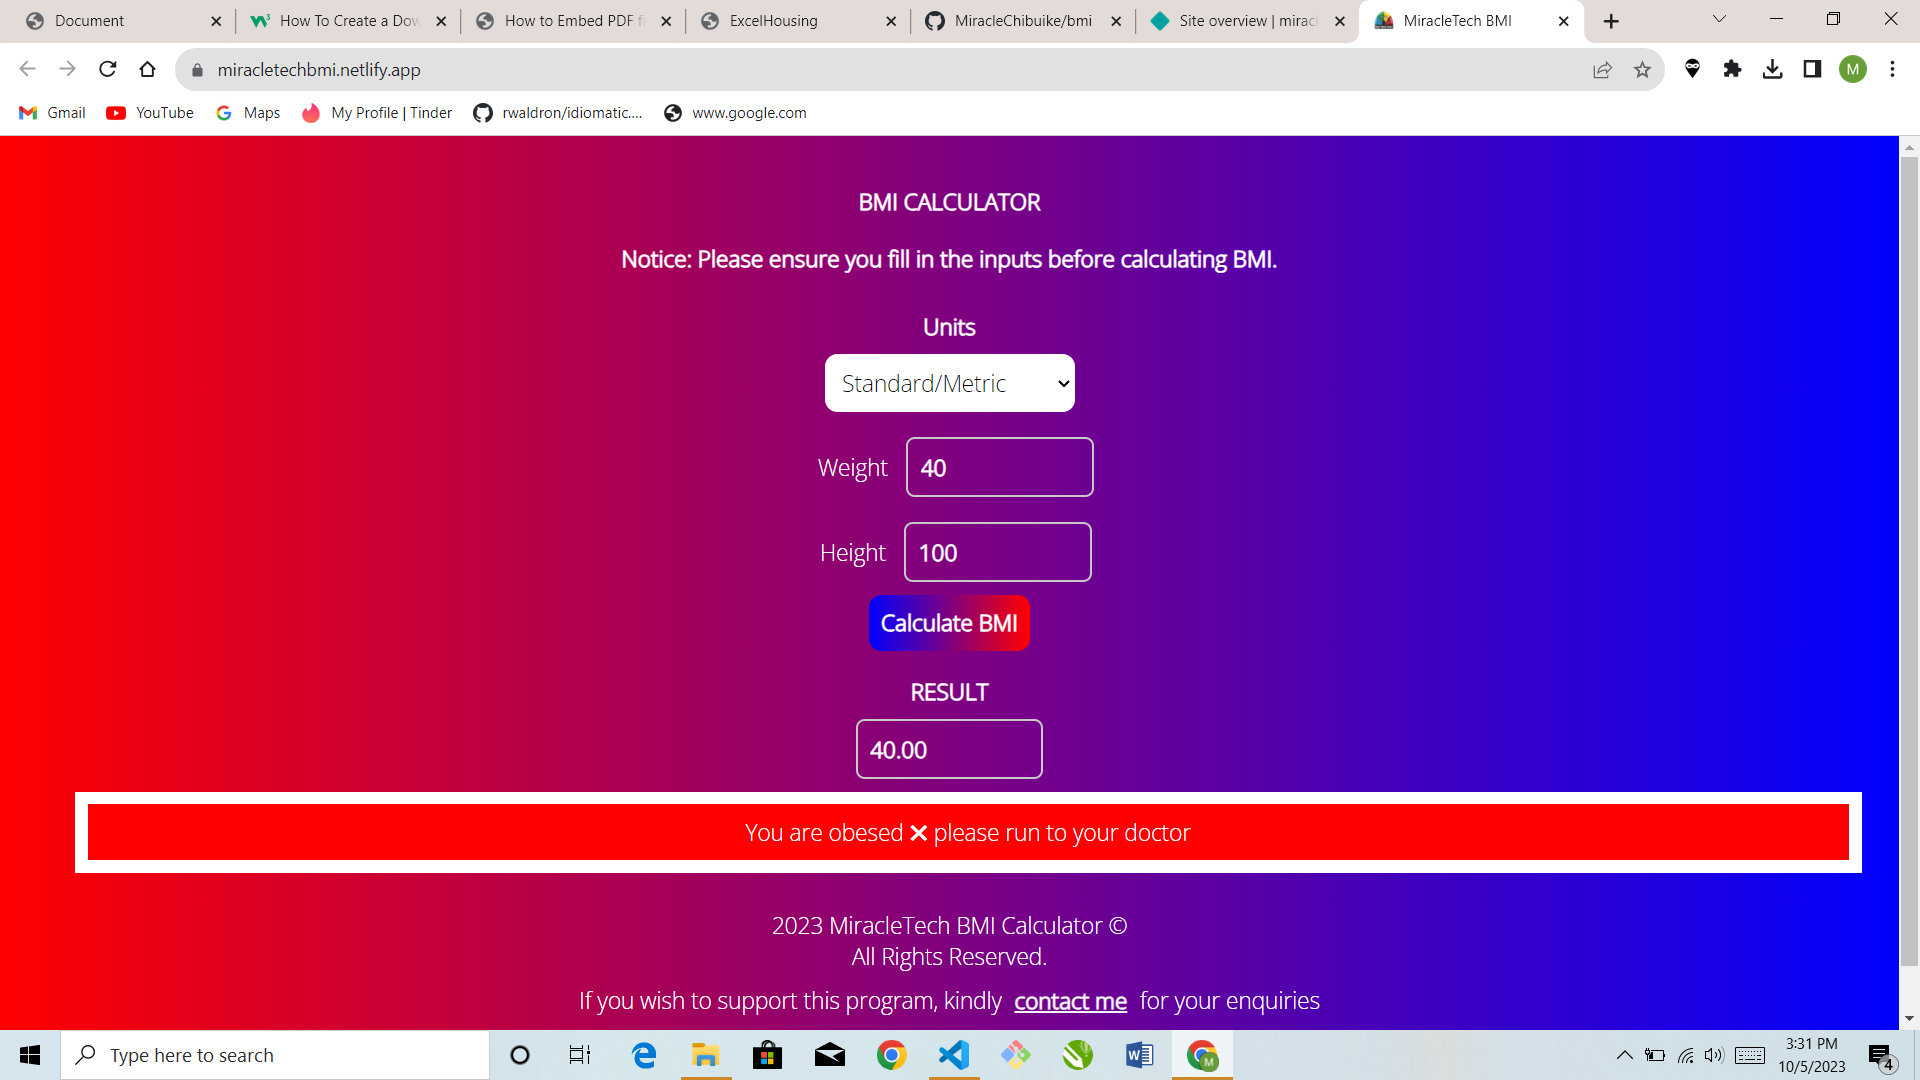 Document
How To Create a Dow
How to Embed PDF fi
ExcelHousing
MiracleChibuike/bmi
Site overview | mirac
MiracleTech BMI
miracletechbmi.netlify.app
M
Gmail
YouTube
Maps
My Profile | Tinder
rwaldron/idiomatic....
www.google.com
BMI CALCULATOR
Notice: Please ensure you fill in the inputs before calculating BMI.
Units
Standard/Metric
Weight 40
Height 100
Calculate BMI
RESULT
40.00
You are obesed ❌ please run to your doctor
2023 MiracleTech BMI Calculator ©
All Rights Reserved.
If you wish to support this program, kindly contact me for your enquiries
Type here to search
3:31 PM
10/5/2023
4